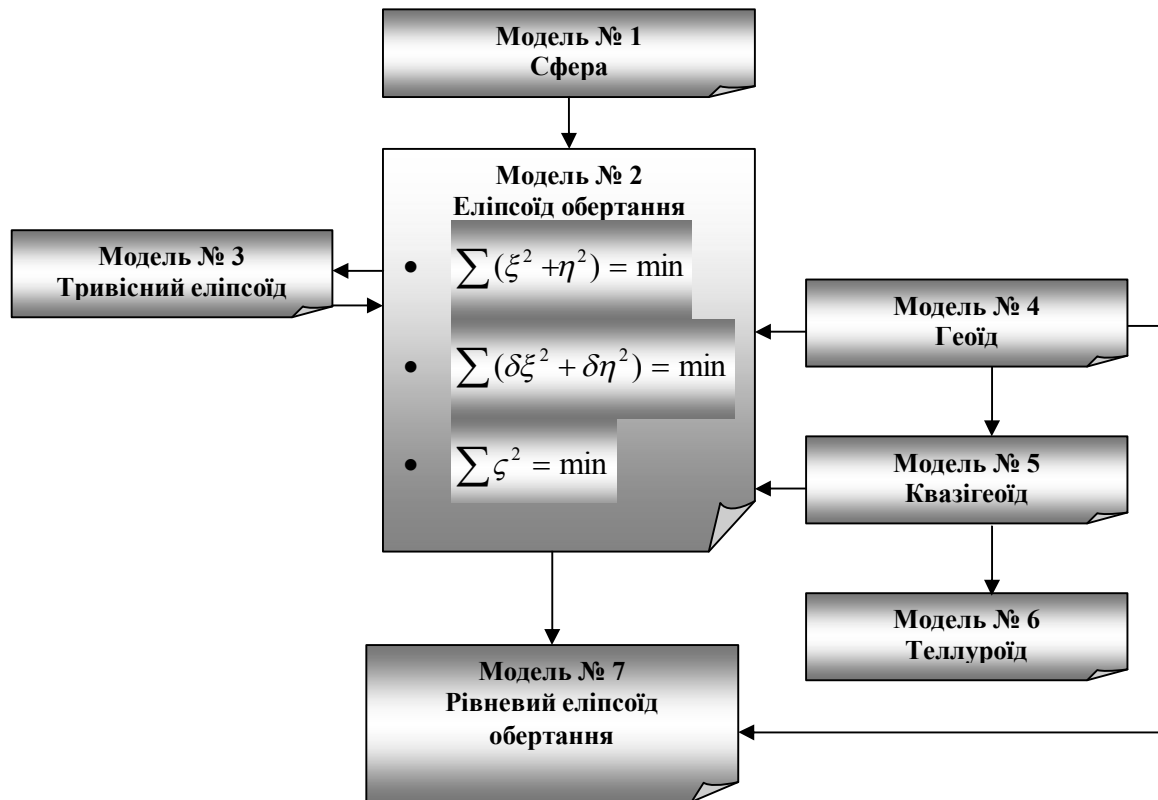 Модель № 1
Сфера
Модель № 2
Еліпсоїд обертання
• ∑(ξ² +η²) = min
• ∑(δξ² + δη²) = min
• ∑ς² = min
Модель № 3
Тривісний еліпсоїд
Модель № 4
Геоїд
Модель № 5
Квазігеоїд
Модель № 6
Теллуроїд
Модель № 7
Рівневий еліпсоїд
обертання